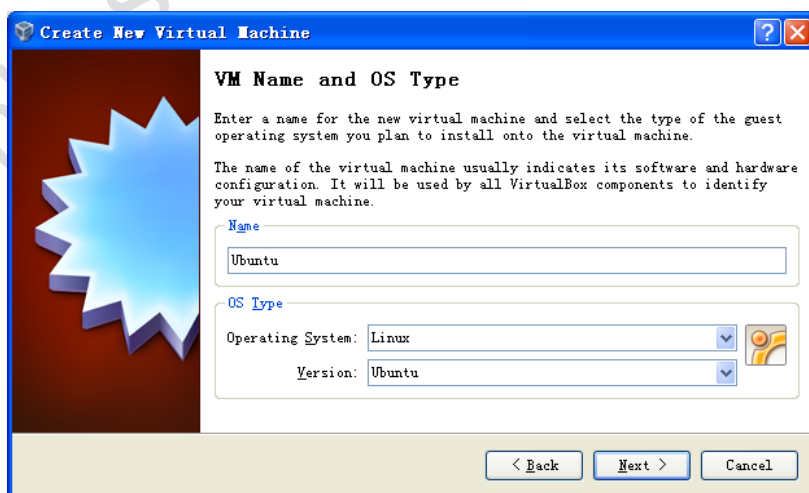 Create New Virtual Machine
VM Name and OS Type
Enter a name for the new virtual machine and select the type of the guest
operating system you plan to install onto the virtual machine.
The name of the virtual machine usually indicates its software and hardware
configuration. It will be used by all VirtualBox components to identify
your virtual machine.
Name
Ubuntu
OS Type
Operating System: Linux
Version: Ubuntu
< Back Next > Cancel